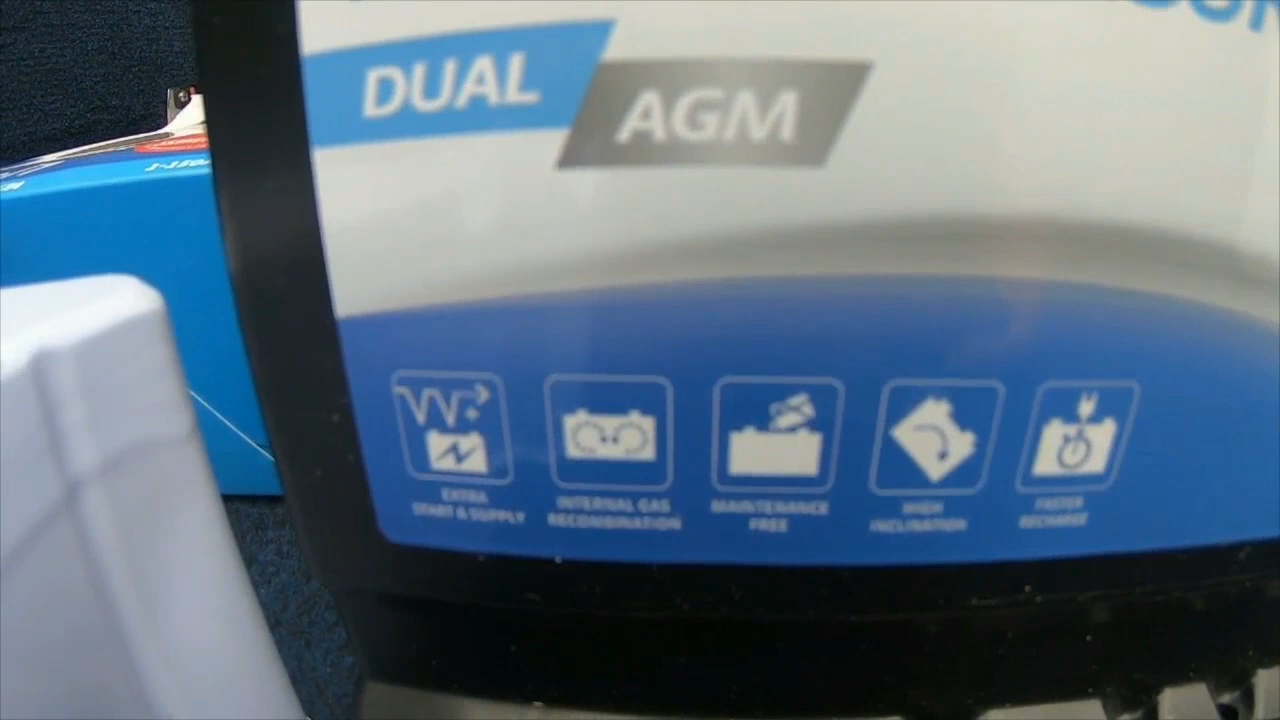 DUAL
AGM
EXTRA
START & SUPPLY
INTERNAL GAS
RECOMBINATION
MAINTENANCE
FREE
HIGH
INCLINATION
FASTER
RECHARGE